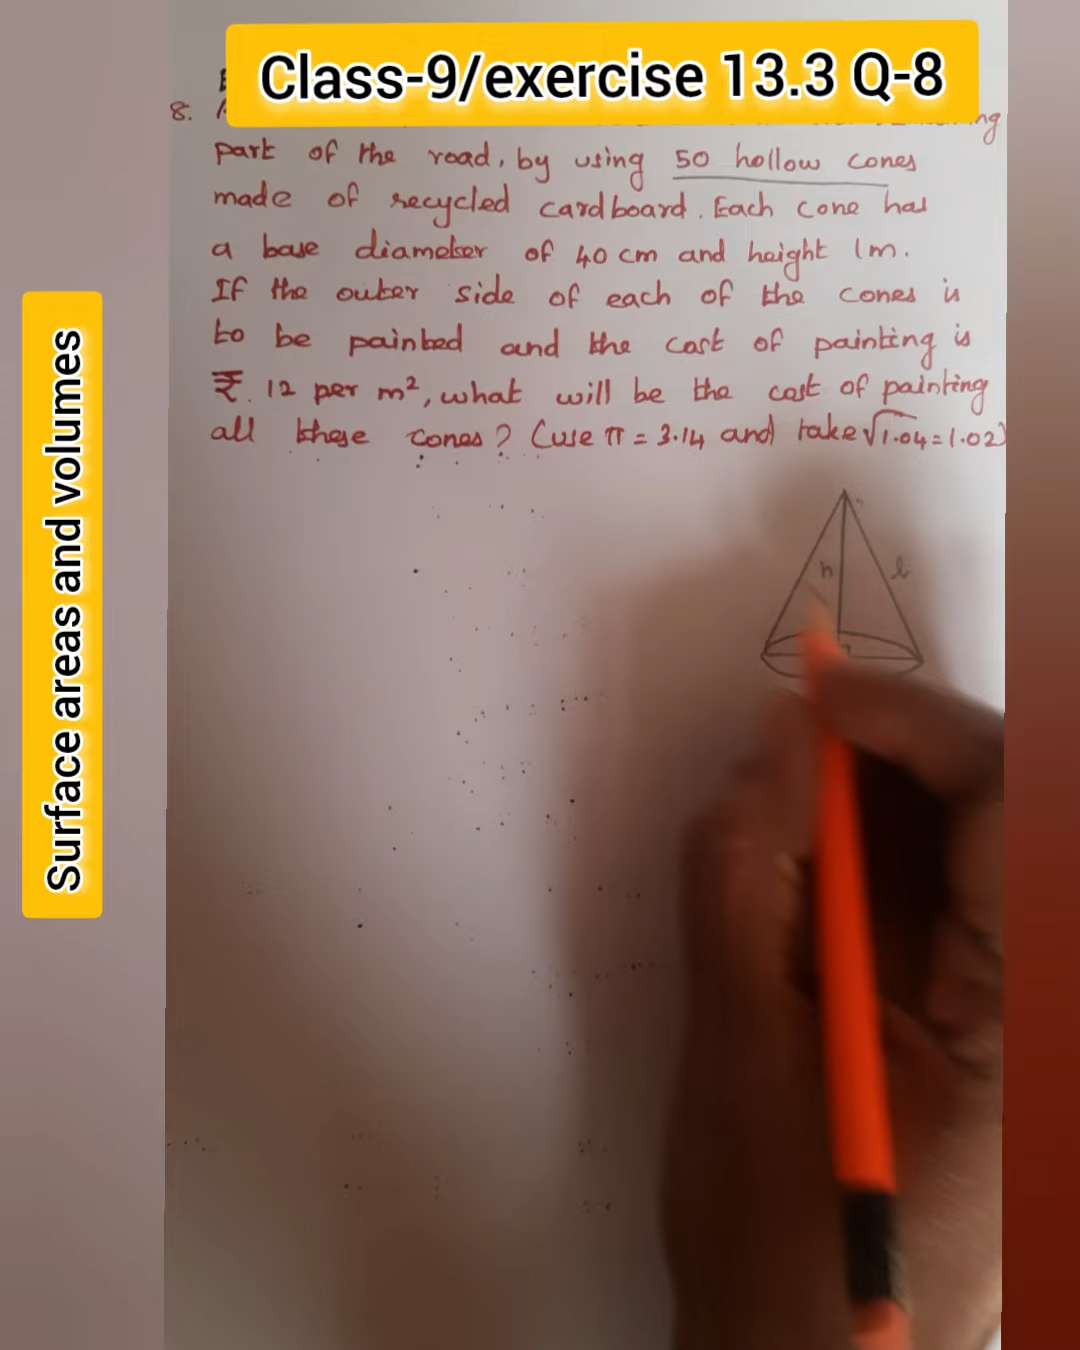 Class-9/exercise 13.3 Q-8
8.
part of the road, by using 50 hollow cones
made of recycled cardboard. Each cone has
a base diameter of 40 cm and height 1m.
If the outer side of each of the cones is
to be painted and the cost of painting is
₹. 12 per m², what will be the cost of painting
all these cones? (use π = 3.14 and take √1.04 = 1.02)
h
l
Surface areas and volumes